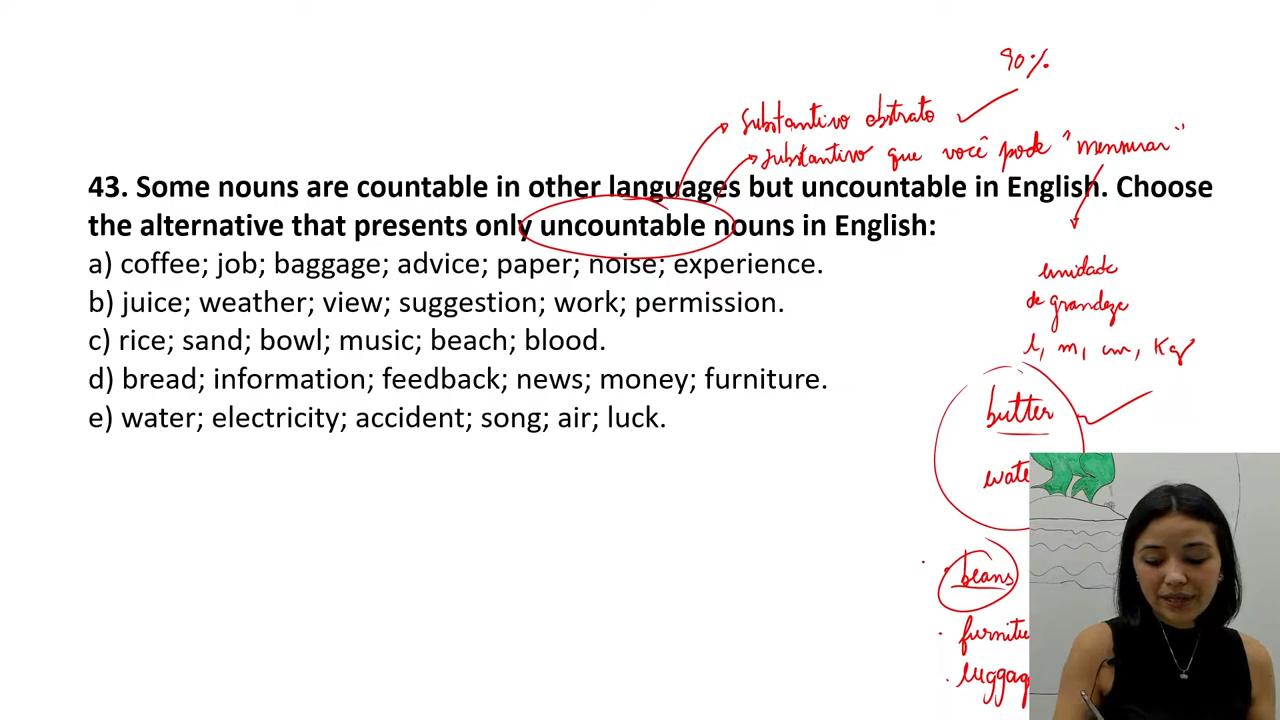 90%
substantivo abstrato
substantivo que você pode "mensurar"
43. Some nouns are countable in other languages but uncountable in English. Choose
the alternative that presents only uncountable nouns in English:
a) coffee; job; baggage; advice; paper; noise; experience.
b) juice; weather; view; suggestion; work; permission.
c) rice; sand; bowl; music; beach; blood.
d) bread; information; feedback; news; money; furniture.
e) water; electricity; accident; song; air; luck.
unidade
de grandeza
l, m, cm, Kg
butter
wate
beans
furnitu
luggag